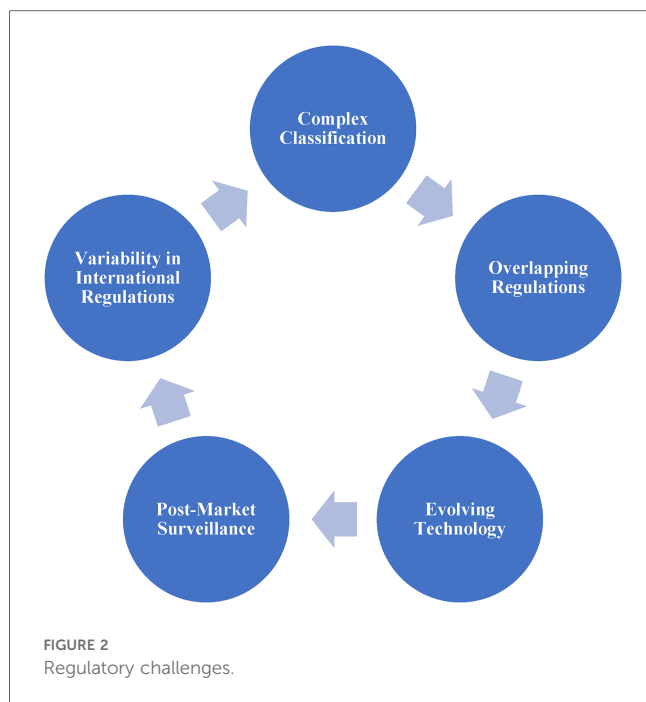 Complex
Classification
Overlapping
Regulations
Evolving
Technology
Post-Market
Surveillance
Variability in
International
Regulations
FIGURE 2
Regulatory challenges.